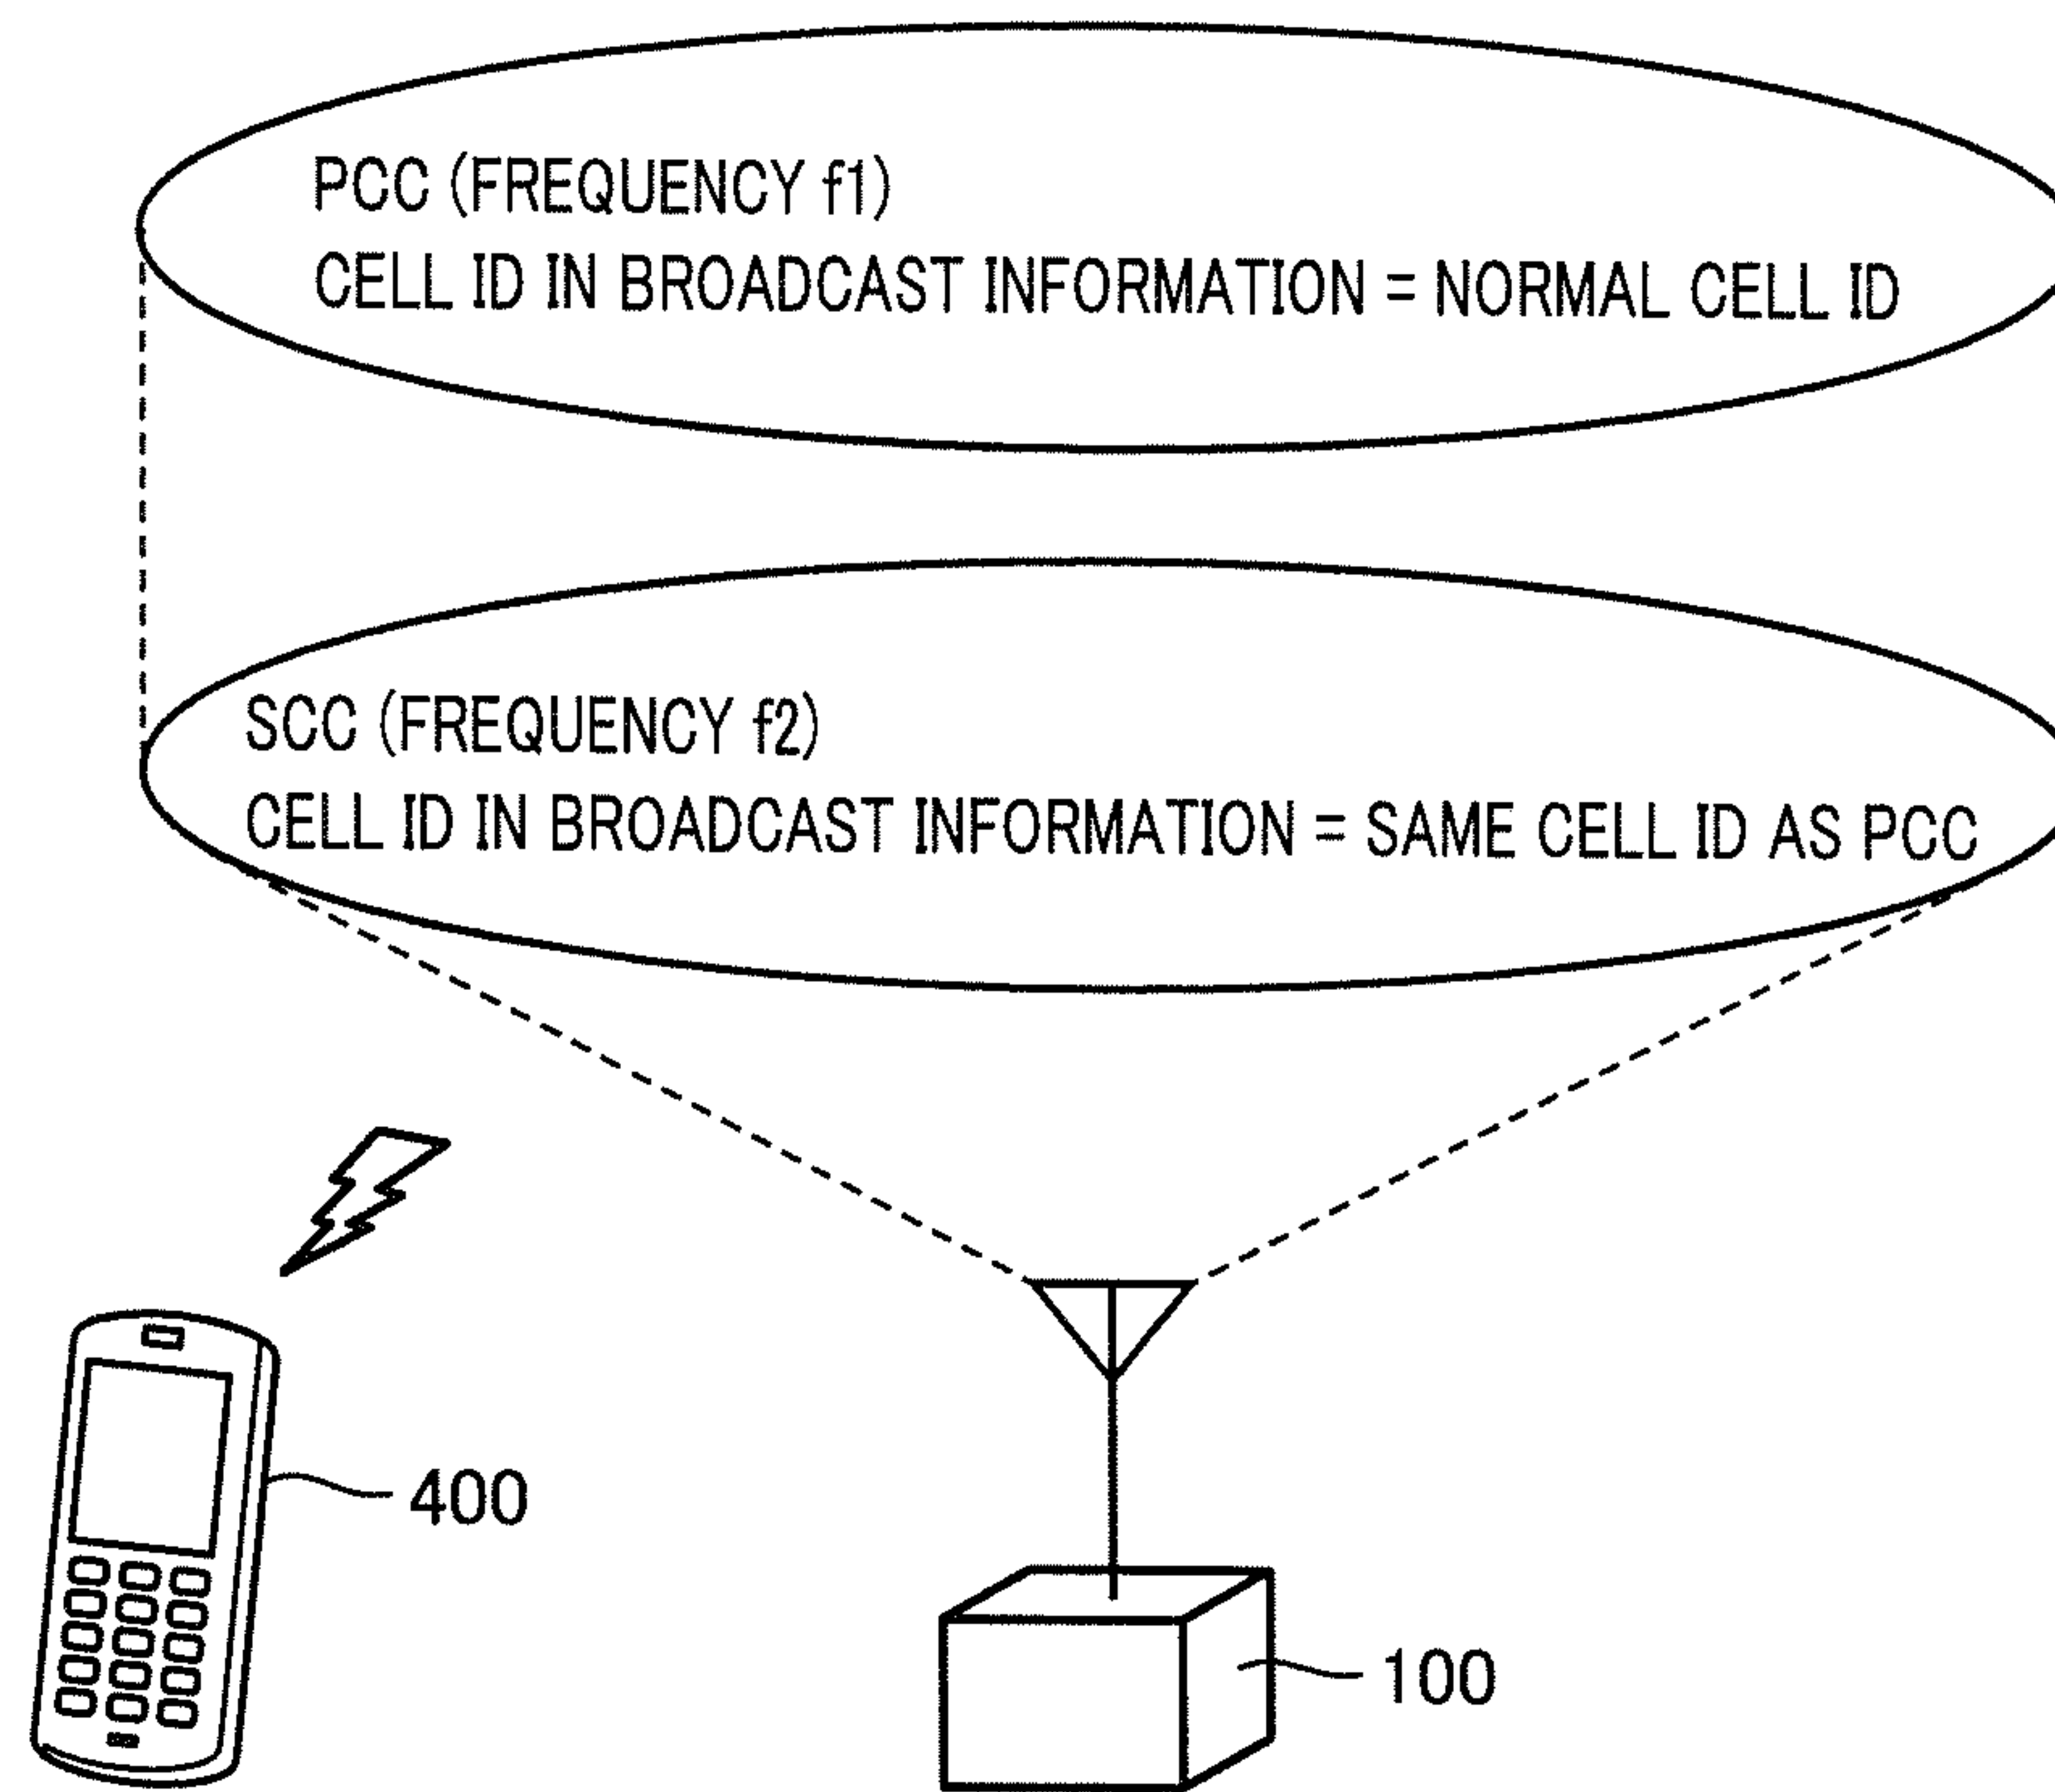 PCC (FREQUENCY f1)
CELL ID IN BROADCAST INFORMATION = NORMAL CELL ID
SCC (FREQUENCY f2)
CELL ID IN BROADCAST INFORMATION = SAME CELL ID AS PCC
400
100